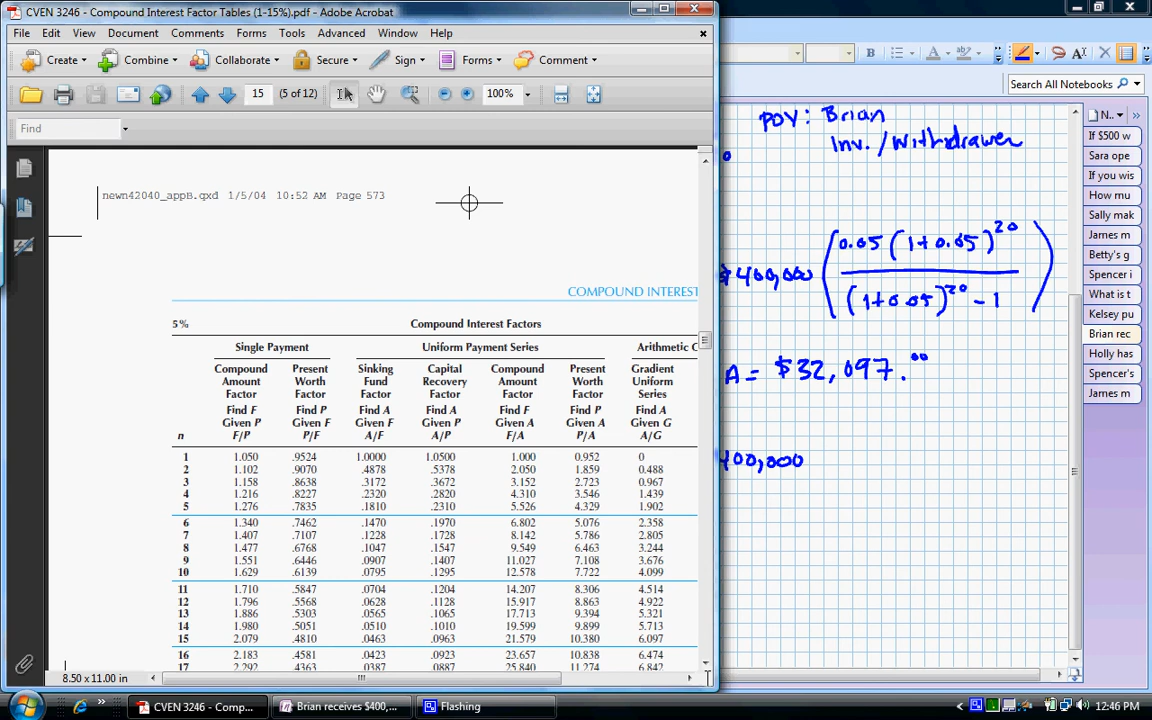 CVEN 3246 - Compound Interest Factor Tables (1-15%).pdf - Adobe Acrobat
File Edit View Document Comments Forms Tools Advanced Window Help
Create Combine Collaborate Secure Sign Forms Comment
15 (5 of 12) 100%
Find
newn42040_appB.qxd 1/5/04 10:52 AM Page 573
COMPOUND INTEREST
5% Compound Interest Factors
Single Payment Uniform Payment Series Arithmetic G
Compound Present Sinking Capital Compound Present Gradient
Amount Worth Fund Recovery Amount Worth Uniform
Factor Factor Factor Factor Factor Factor Series
Find F Find P Find A Find A Find F Find P Find A
Given P Given F Given F Given P Given A Given A Given G
n F/P P/F A/F A/P F/A P/A A/G
1 1.050 .9524 1.0000 1.0500 1.000 0.952 0
2 1.102 .9070 .4878 .5378 2.050 1.859 0.488
3 1.158 .8638 .3172 .3672 3.152 2.723 0.967
4 1.216 .8227 .2320 .2820 4.310 3.546 1.439
5 1.276 .7835 .1810 .2310 5.526 4.329 1.902
6 1.340 .7462 .1470 .1970 6.802 5.076 2.358
7 1.407 .7107 .1228 .1728 8.142 5.786 2.805
8 1.477 .6768 .1047 .1547 9.549 6.463 3.244
9 1.551 .6446 .0907 .1407 11.027 7.108 3.676
10 1.629 .6139 .0795 .1295 12.578 7.722 4.099
11 1.710 .5847 .0704 .1204 14.207 8.306 4.514
12 1.796 .5568 .0628 .1128 15.917 8.863 4.922
13 1.886 .5303 .0565 .1065 17.713 9.394 5.321
14 1.980 .5051 .0510 .1010 19.599 9.899 5.713
15 2.079 .4810 .0463 .0963 21.579 10.380 6.097
16 2.183 .4581 .0423 .0923 23.657 10.838 6.474
17 2.292 .4363 .0387 .0887 25.840 11.274 6.842
8.50 x 11.00 in
Search All Notebooks
POV: Brian
Inv./Withdrawer
$400,000 (0.05(1+0.05)^20
(1+0.05)^20 - 1)
A = $32,097.00
400,000
N..
If $500 w
Sara ope
If you wis
How mu
Sally mak
James m
Betty's g
Spencer i
What is t
Kelsey pu
Brian rec
Holly has
Spencer's
James m
CVEN 3246 - Comp... Brian receives $400,... Flashing 12:46 PM